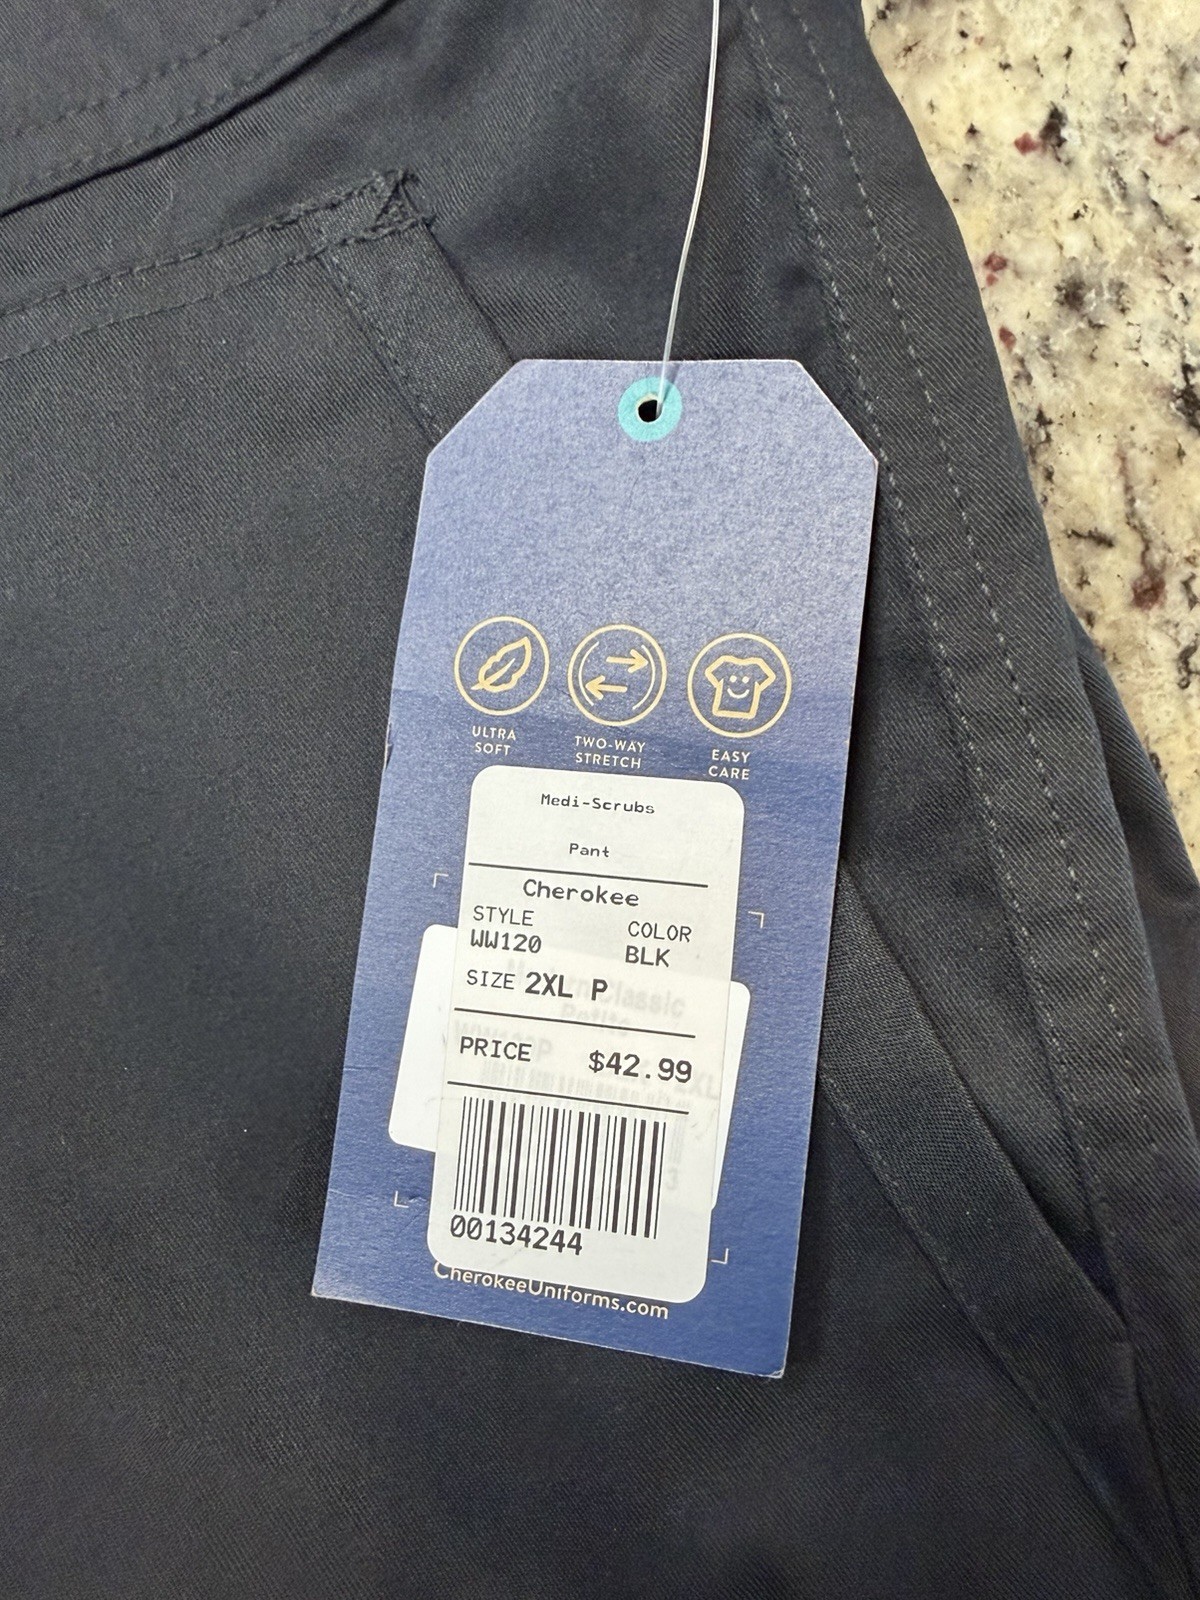 ULTRA SOFT
TWO-WAY STRETCH
EASY CARE
Medi-Scrubs
Pant
Cherokee
STYLE COLOR
WW120 BLK
SIZE 2XL P
PRICE $42.99
00134244
CherokeeUniforms.com